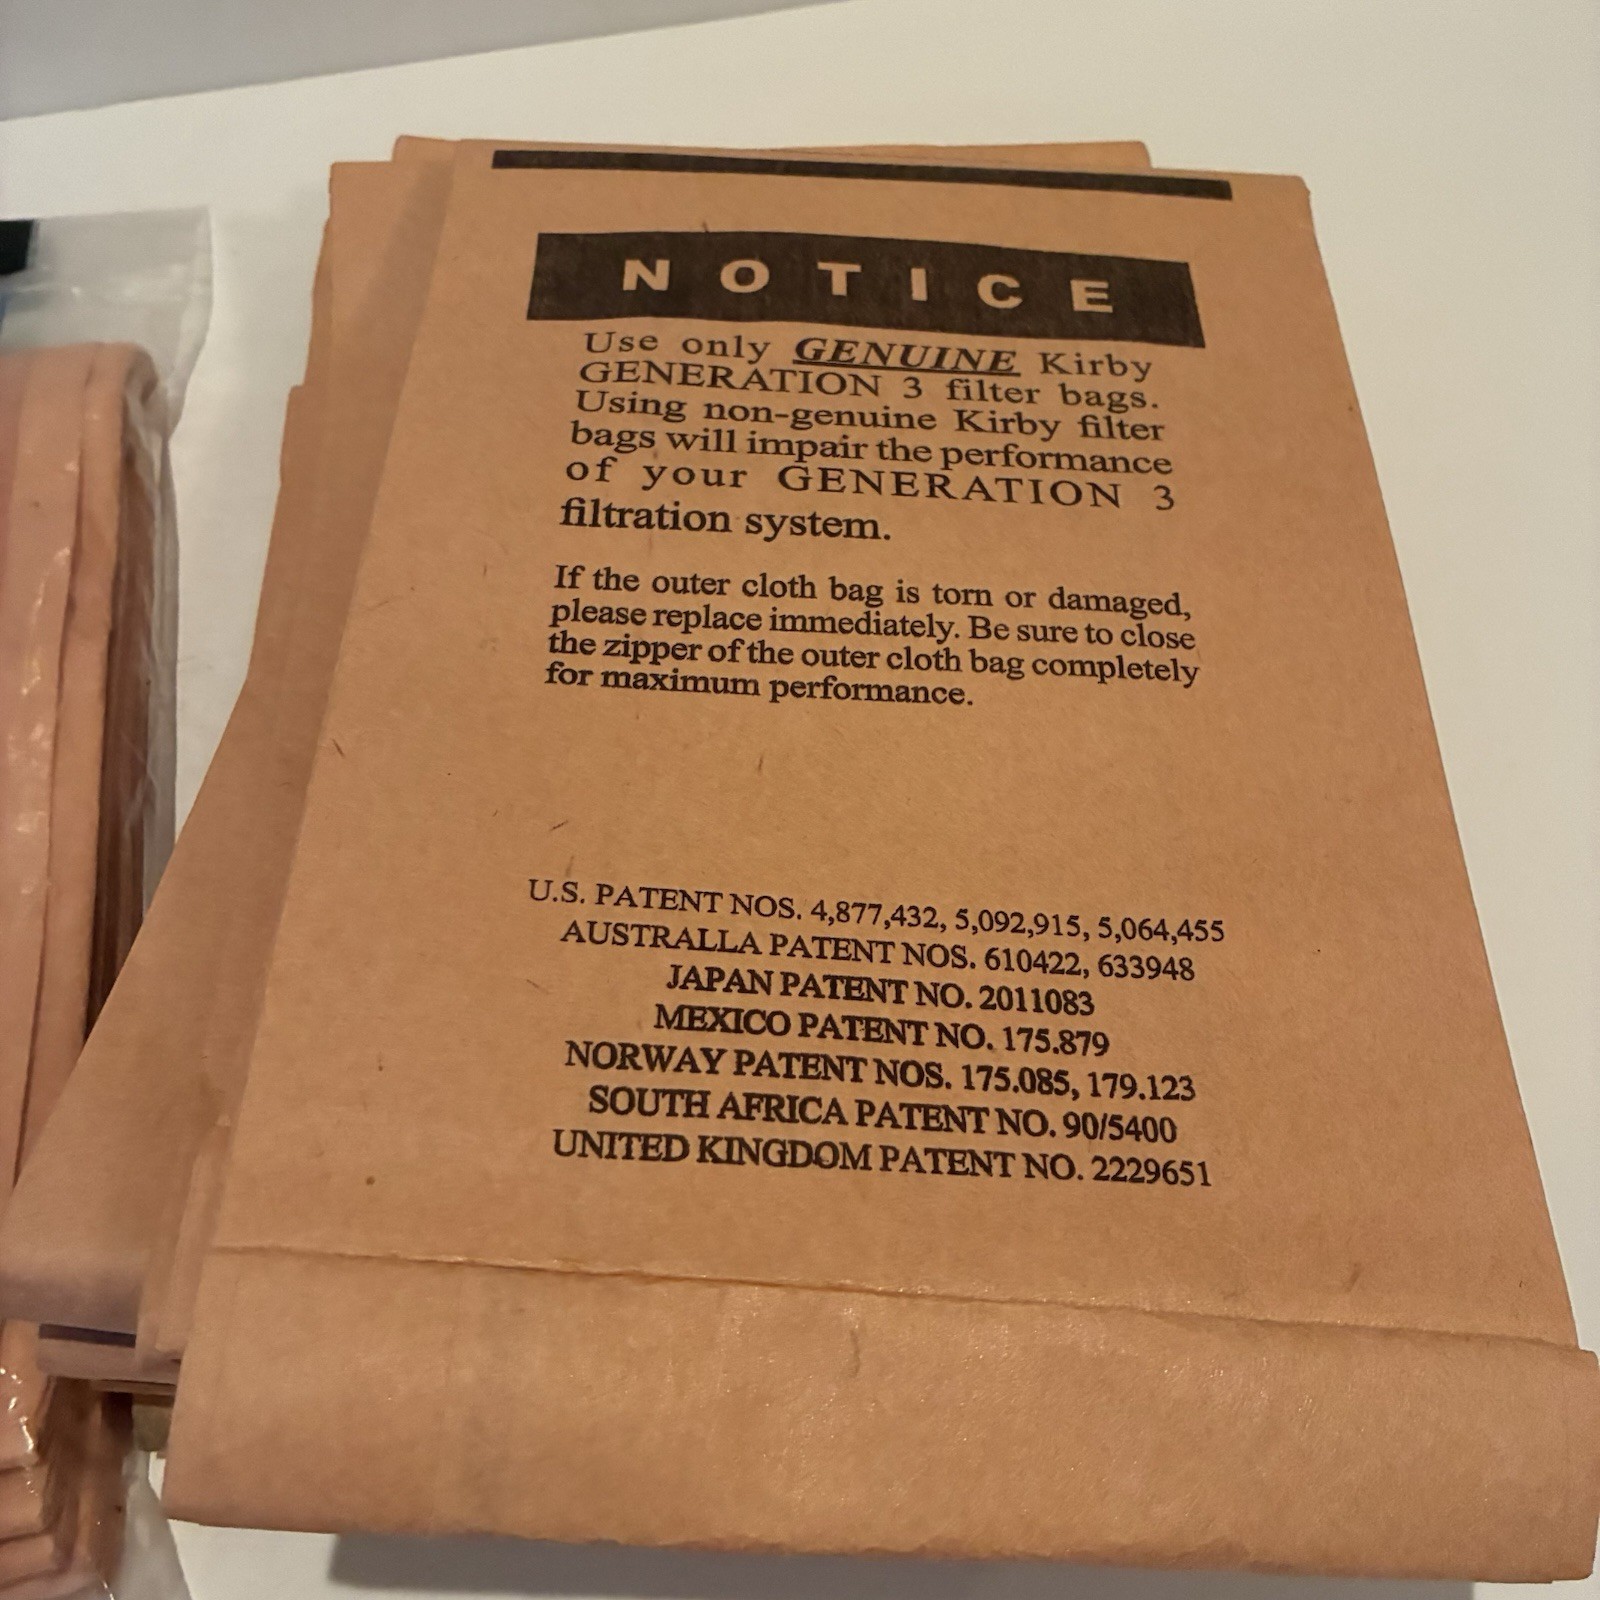 NOTICE
Use only GENUINE Kirby
GENERATION 3 filter bags.
Using non-genuine Kirby filter
bags will impair the performance
of your GENERATION 3
filtration system.
If the outer cloth bag is torn or damaged,
please replace immediately. Be sure to close
the zipper of the outer cloth bag completely
for maximum performance.
U.S. PATENT NOS. 4,877,432, 5,092,915, 5,064,455
AUSTRALLA PATENT NOS. 610422, 633948
JAPAN PATENT NO. 2011083
MEXICO PATENT NO. 175.879
NORWAY PATENT NOS. 175.085, 179.123
SOUTH AFRICA PATENT NO. 90/5400
UNITED KINGDOM PATENT NO. 2229651